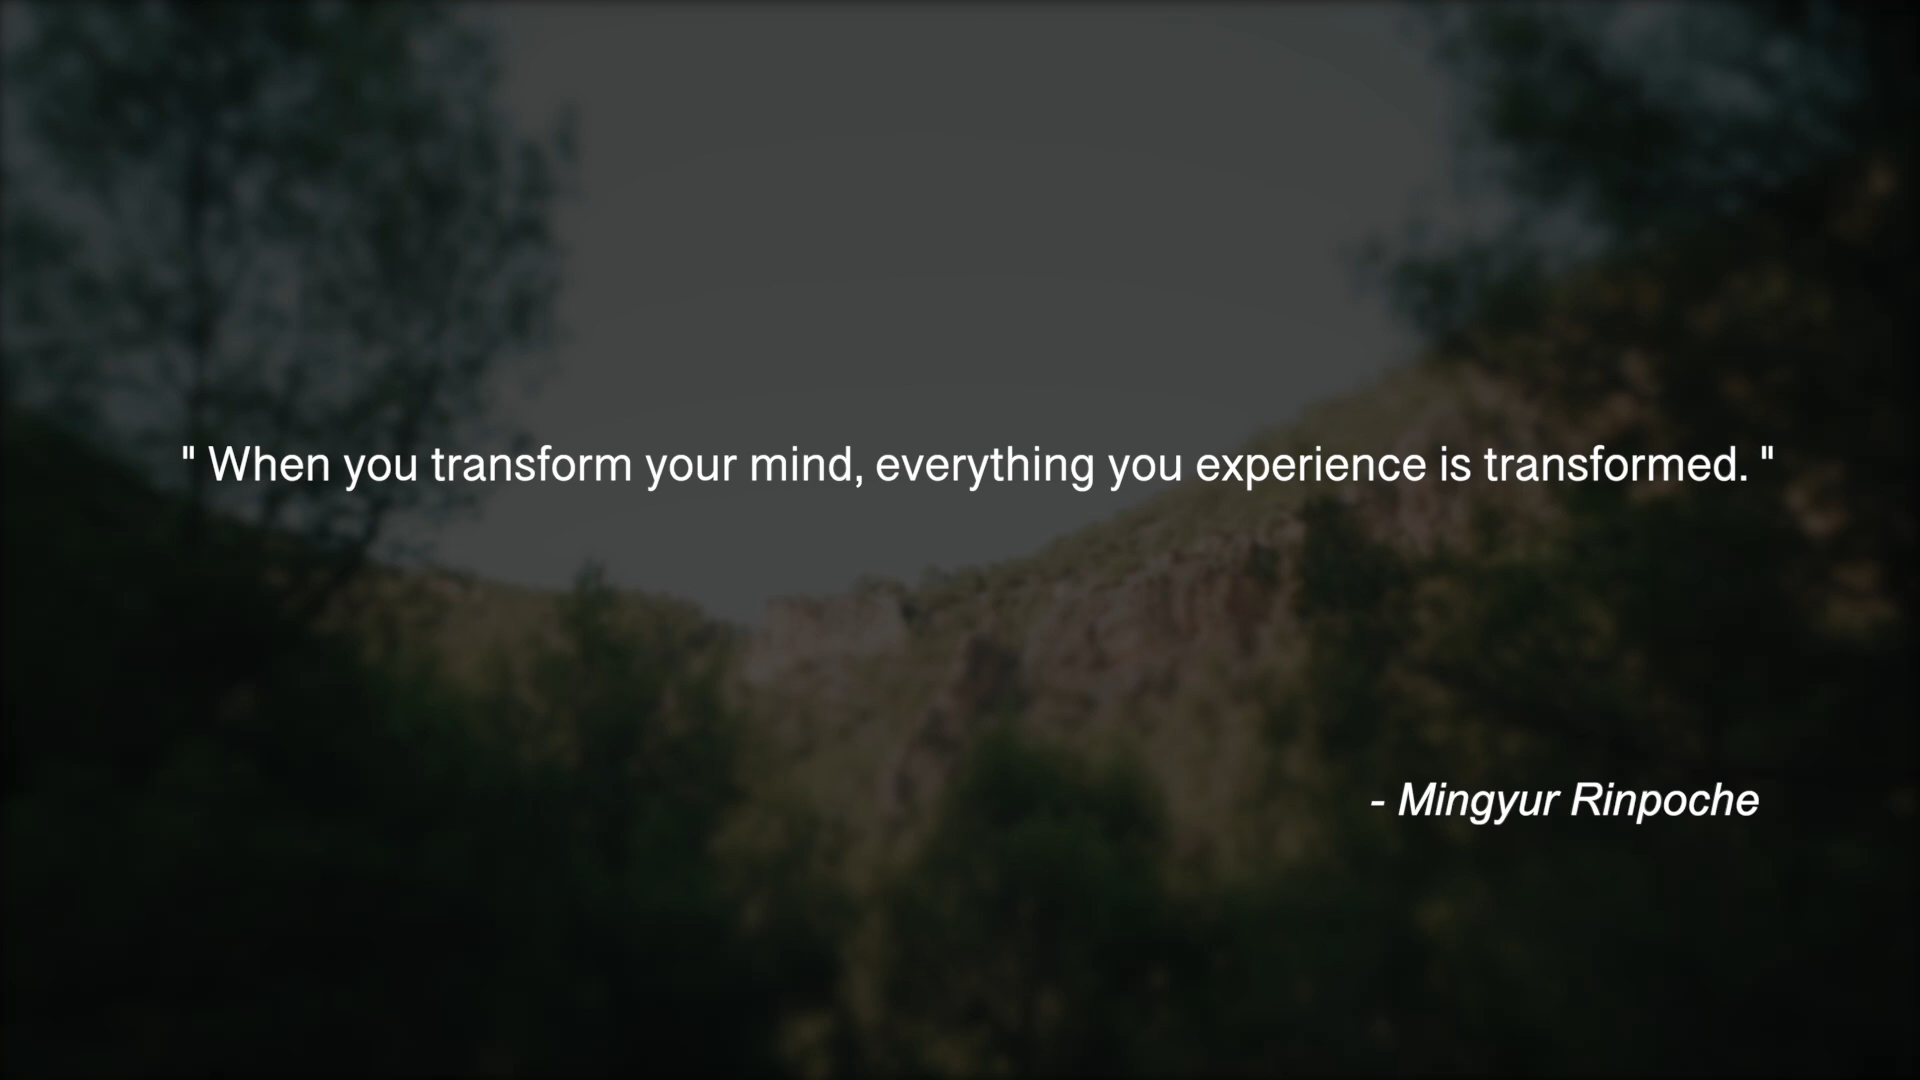 " When you transform your mind, everything you experience is transformed. "
- Mingyur Rinpoche